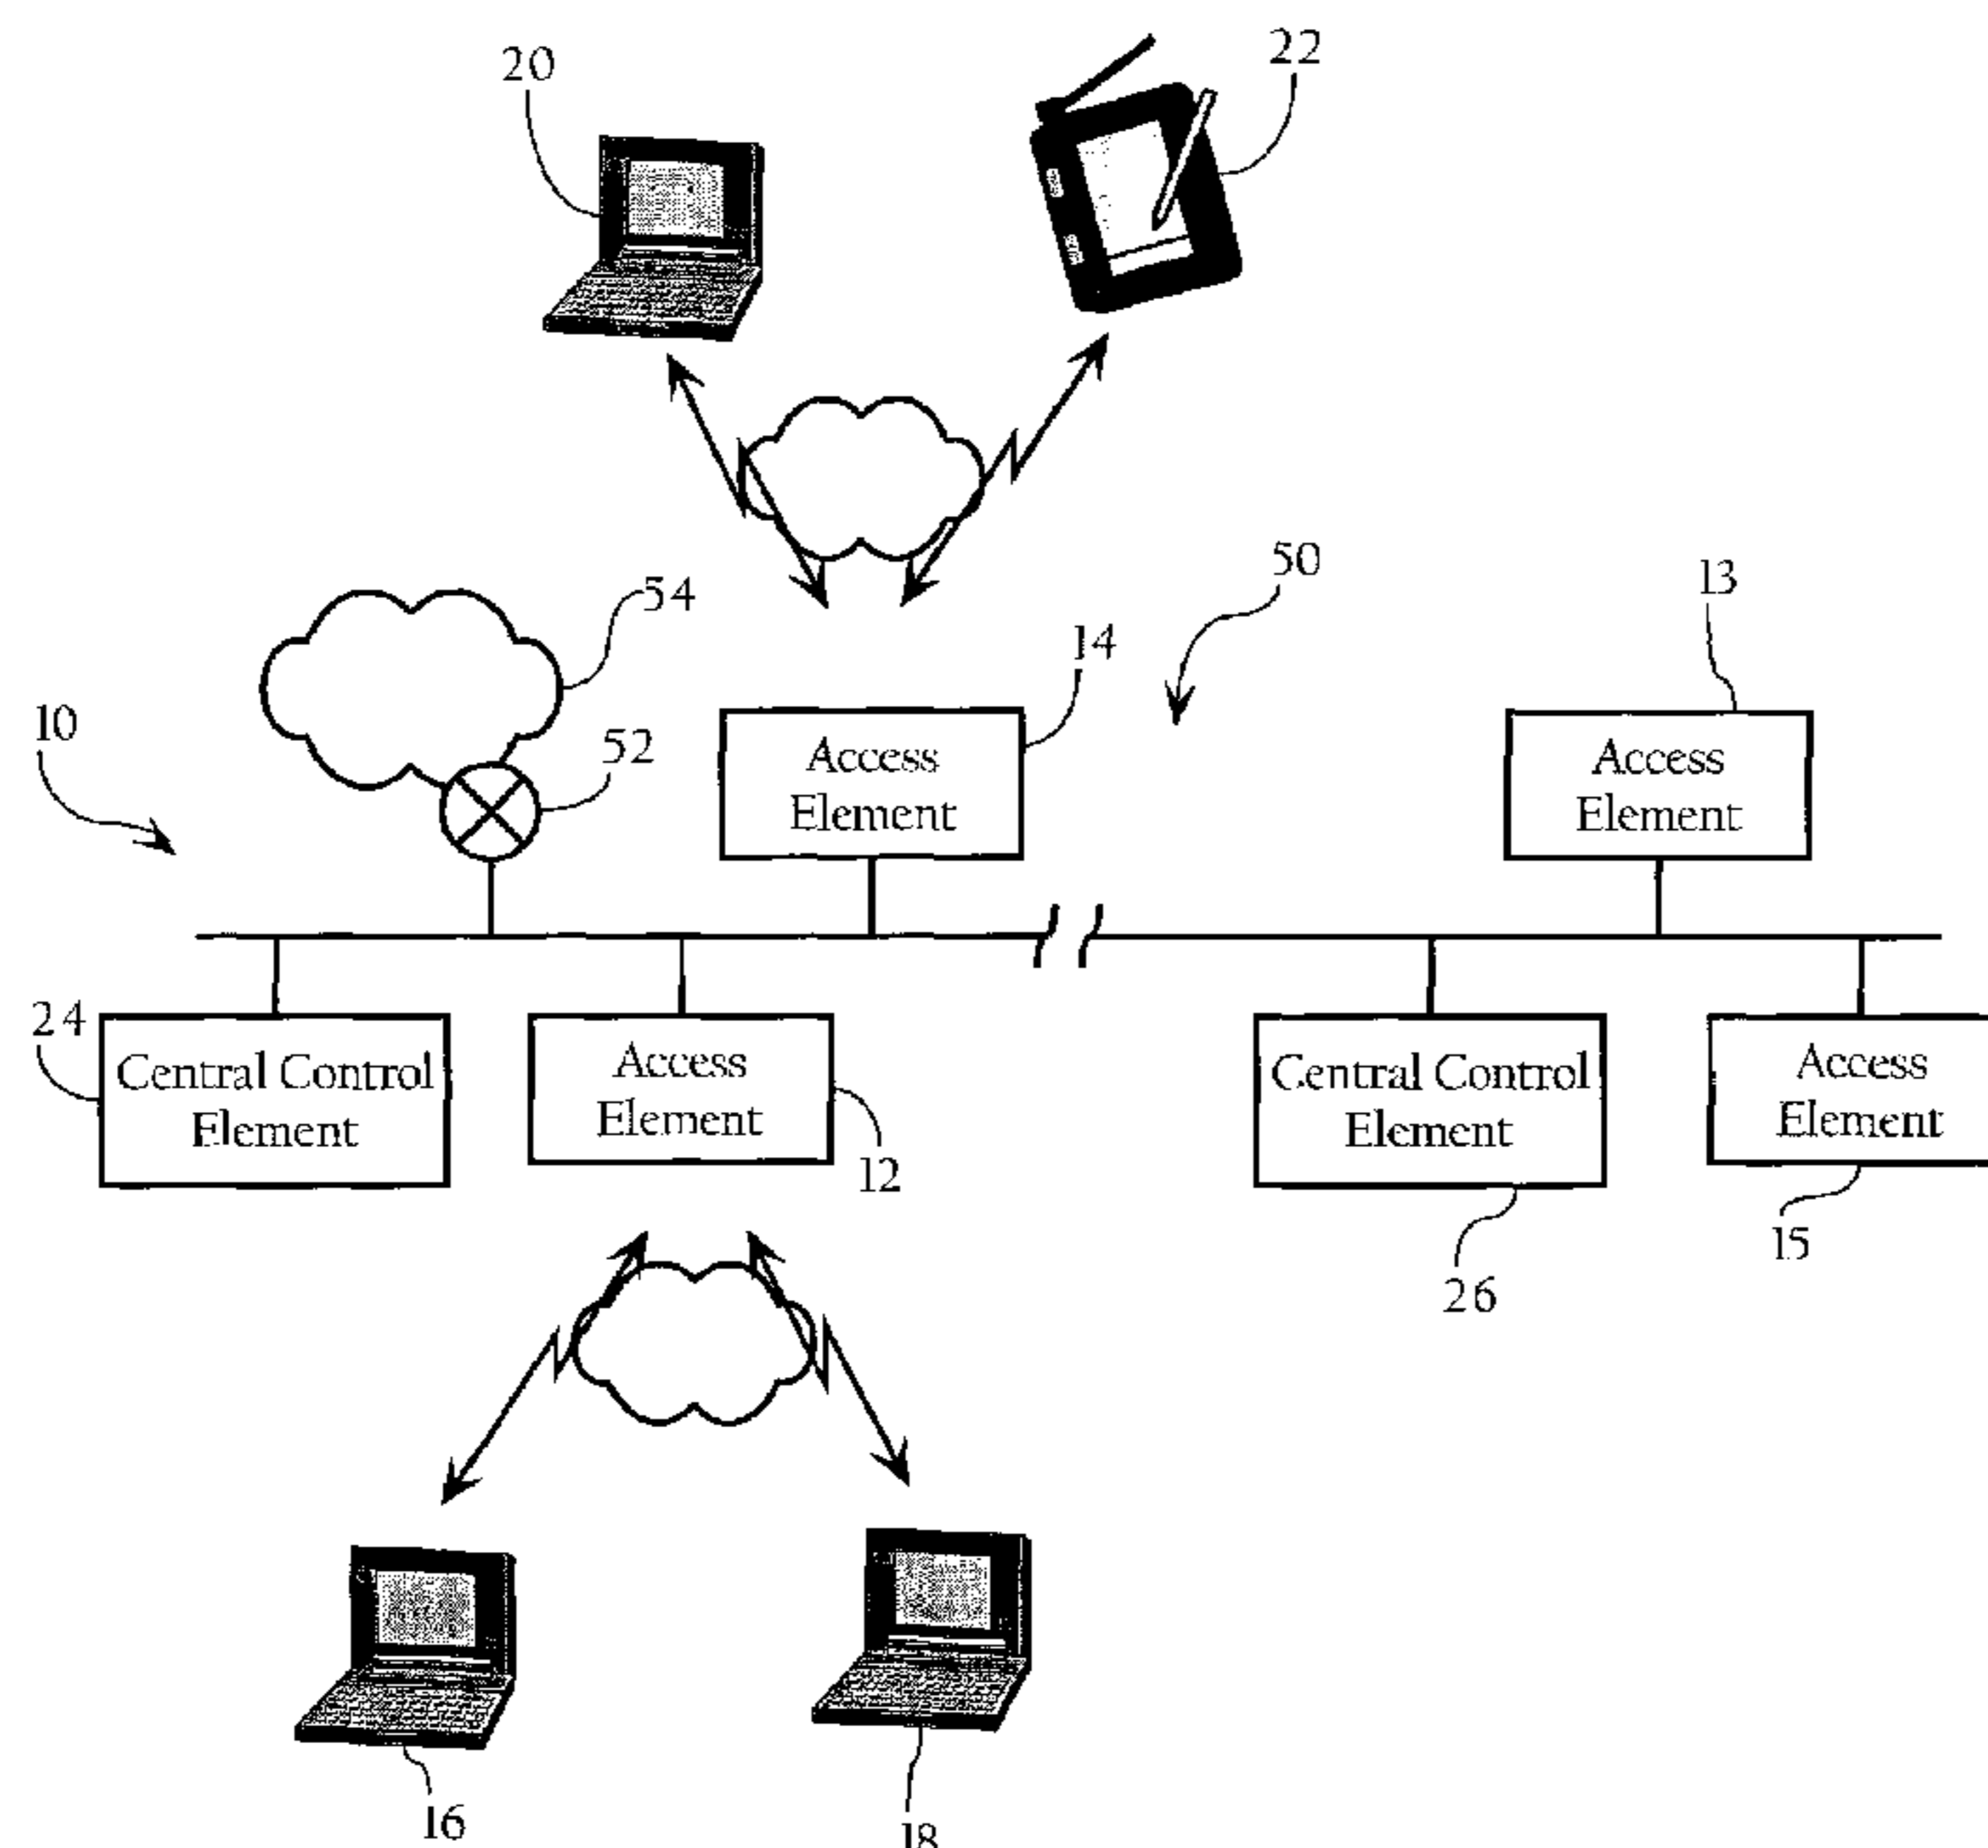 20
22
54
50
13
14
10
52
Access
Element
Access
Element
24
Central Control
Element
Access
Element
12
Central Control
Element
Access
Element
26
15
16
18